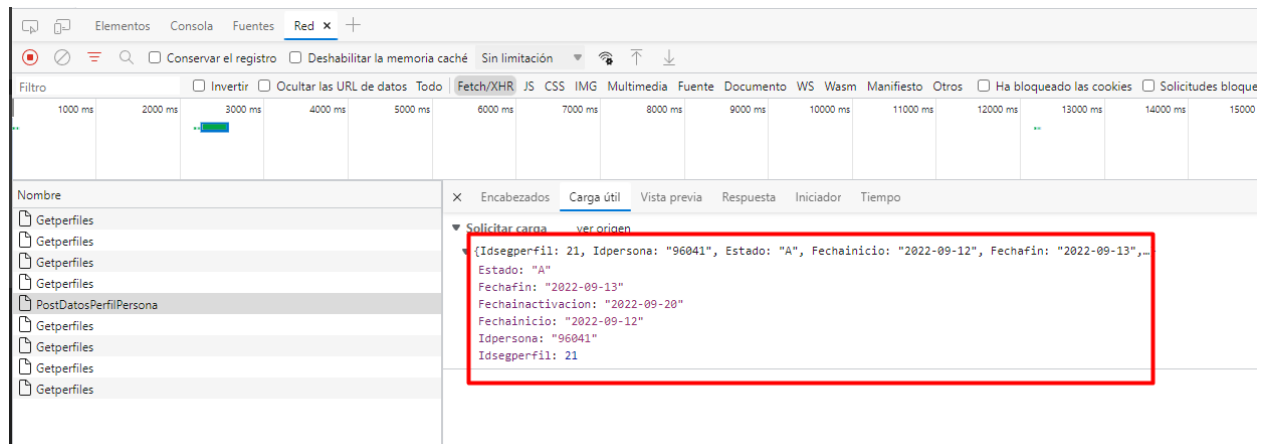 Elementos Consola Fuentes Red × +
Conservar el registro Deshabilitar la memoria caché Sin limitación
Filtro Invertir Ocultar las URL de datos Todo Fetch/XHR JS CSS IMG Multimedia Fuente Documento WS Wasm Manifiesto Otros Ha bloqueado las cookies Solicitudes bloque
1000 ms 2000 ms 3000 ms 4000 ms 5000 ms 6000 ms 7000 ms 8000 ms 9000 ms 10000 ms 11000 ms 12000 ms 13000 ms 14000 ms 15000
Nombre
Getperfiles
Getperfiles
Getperfiles
Getperfiles
PostDatosPerfilPersona
Getperfiles
Getperfiles
Getperfiles
Getperfiles
× Encabezados Carga útil Vista previa Respuesta Iniciador Tiempo
Solicitar carga ver origen
{Idsegperfil: 21, Idpersona: "96041", Estado: "A", Fechainicio: "2022-09-12", Fechafin: "2022-09-13",…
Estado: "A"
Fechafin: "2022-09-13"
Fechainactivacion: "2022-09-20"
Fechainicio: "2022-09-12"
Idpersona: "96041"
Idsegperfil: 21